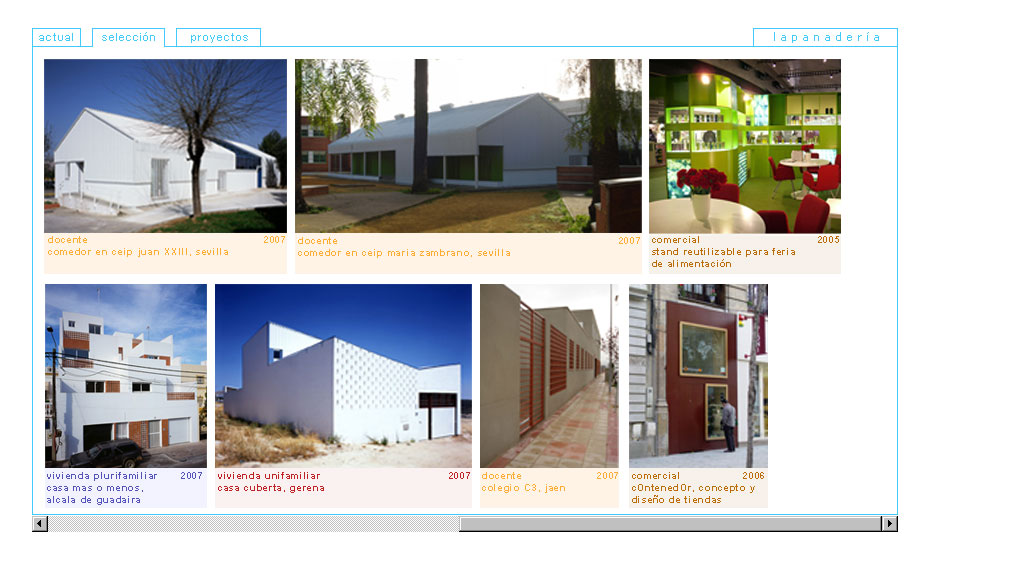 actual selección proyectos lapanadería
docente 2007
comedor en ceip juan XXIII, sevilla
docente 2007
comedor en ceip maria zambrano, sevilla
comercial 2005
stand reutilizable para feria
de alimentación
vivienda plurifamiliar 2007
casa mas o menos,
alcala de guadaira
vivienda unifamiliar 2007
casa cuberta, gerena
docente 2007
colegio C3, jaen
comercial 2006
c0ntened0r, concepto y
diseño de tiendas